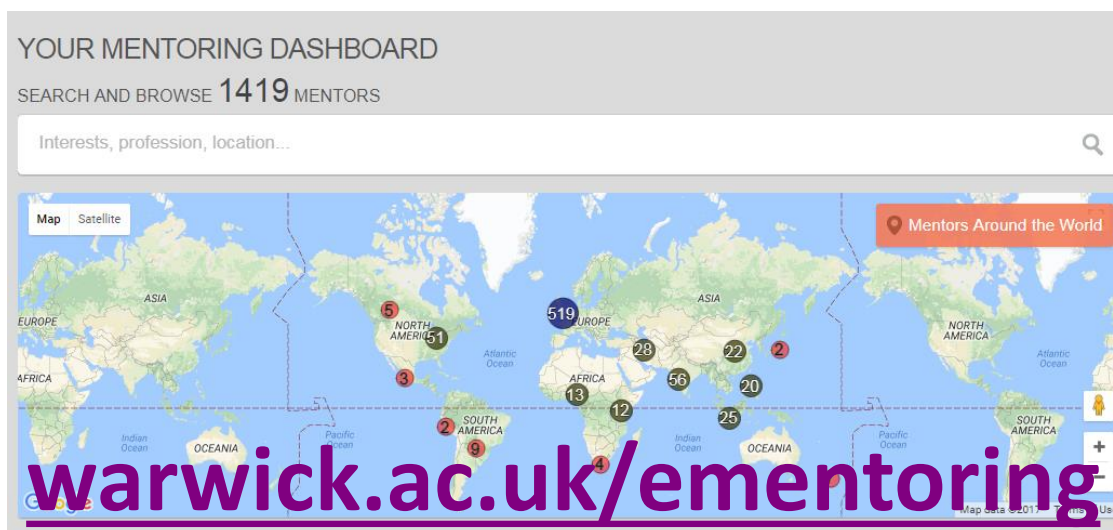 YOUR MENTORING DASHBOARD
SEARCH AND BROWSE 1419 MENTORS
Interests, profession, location...
Map Satellite
Mentors Around the World
ASIA
ASIA
5
519
EUROPE
EUROPE
NORTH AMERICA
51
NORTH AMERICA
28
22
2
Atlantic Ocean
Atlantic Ocean
3
56
20
AFRICA
AFRICA
13
12
25
2
SOUTH AMERICA
SOUTH AMERICA
9
4
Indian Ocean
OCEANIA
Pacific Ocean
Indian Ocean
OCEANIA
Pacific Ocean
+
warwick.ac.uk/ementoring
Map data ©2017